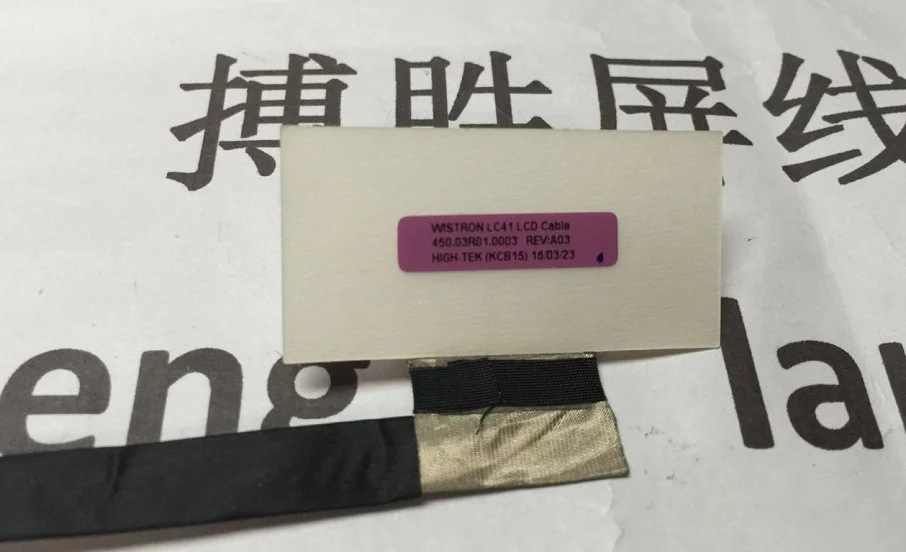 搏胜屏线
WISTRON LC41 LCD Cable
450.03R01.0003 REV:A03
HIGH-TEK (KCB15) 16/03/23
eng lan